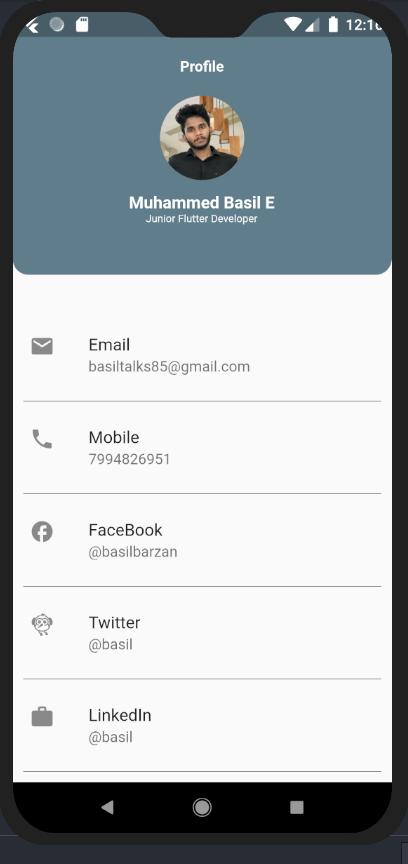 12:16
Profile
Muhammed Basil E
Junior Flutter Developer
Email
basiltalks85@gmail.com
Mobile
7994826951
FaceBook
@basilbarzan
Twitter
@basil
LinkedIn
@basil